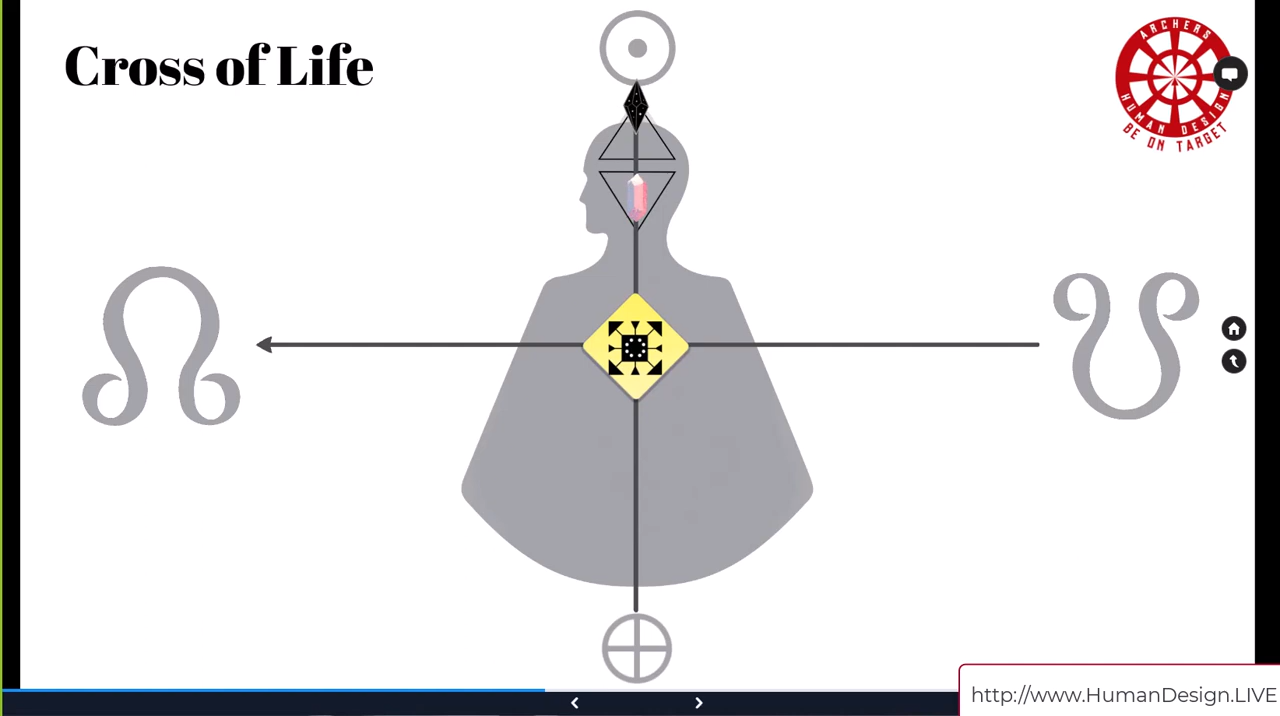 Cross of Life
ARCHERS
HUMAN DESIGN
BE ON TARGET
http://www.HumanDesign.LIVE